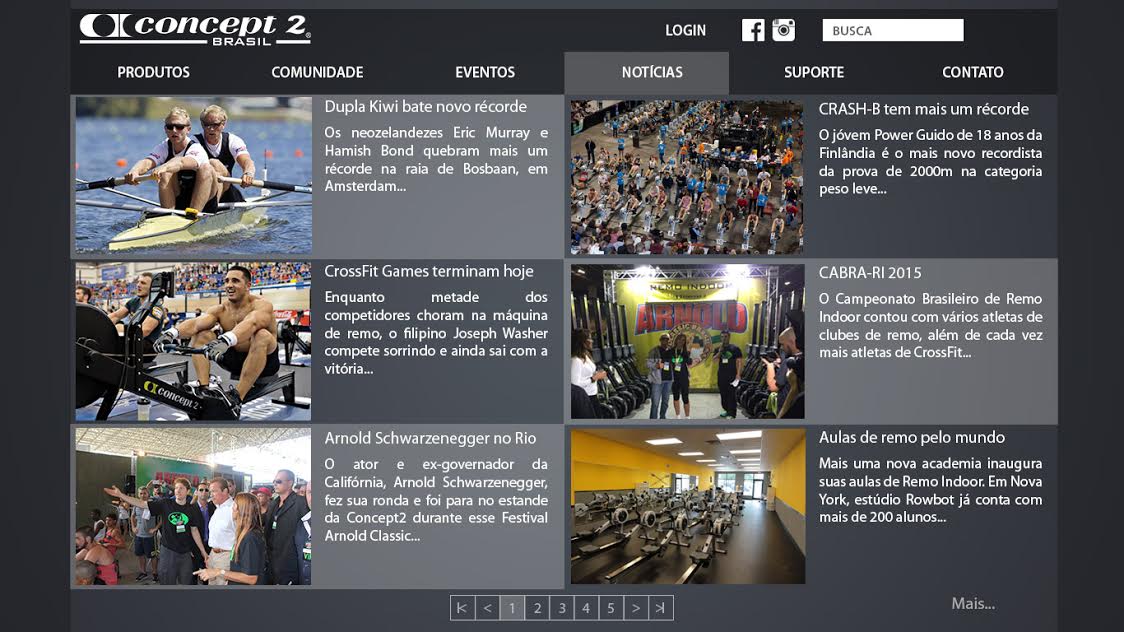 concept 2
BRASIL
LOGIN
BUSCA
PRODUTOS COMUNIDADE EVENTOS NOTÍCIAS SUPORTE CONTATO
Dupla Kiwi bate novo récorde
Os neozelandezes Eric Murray e
Hamish Bond quebram mais um
récorde na raia de Bosbaan, em
Amsterdam...
CRASH-B tem mais um récorde
O jóvem Power Guido de 18 anos da
Finlândia é o mais novo recordista
da prova de 2000m na categoria
peso leve...
CrossFit Games terminam hoje
Enquanto metade dos
competidores choram na máquina
de remo, o filipino Joseph Washer
compete sorrindo e ainda sai com a
vitória...
concept 2
CABRA-RI 2015
O Campeonato Brasileiro de Remo
Indoor contou com vários atletas de
clubes de remo, além de cada vez
mais atletas de CrossFit...
REMO INDOOR
ARNOLD
Arnold Schwarzenegger no Rio
O ator e ex-governador da
Califórnia, Arnold Schwarzenegger,
fez sua ronda e foi para no estande
da Concept2 durante esse Festival
Arnold Classic...
Aulas de remo pelo mundo
Mais uma nova academia inaugura
suas aulas de Remo Indoor. Em Nova
York, estúdio Rowbot já conta com
mais de 200 alunos...
|< < 1 2 3 4 5 > >|
Mais...